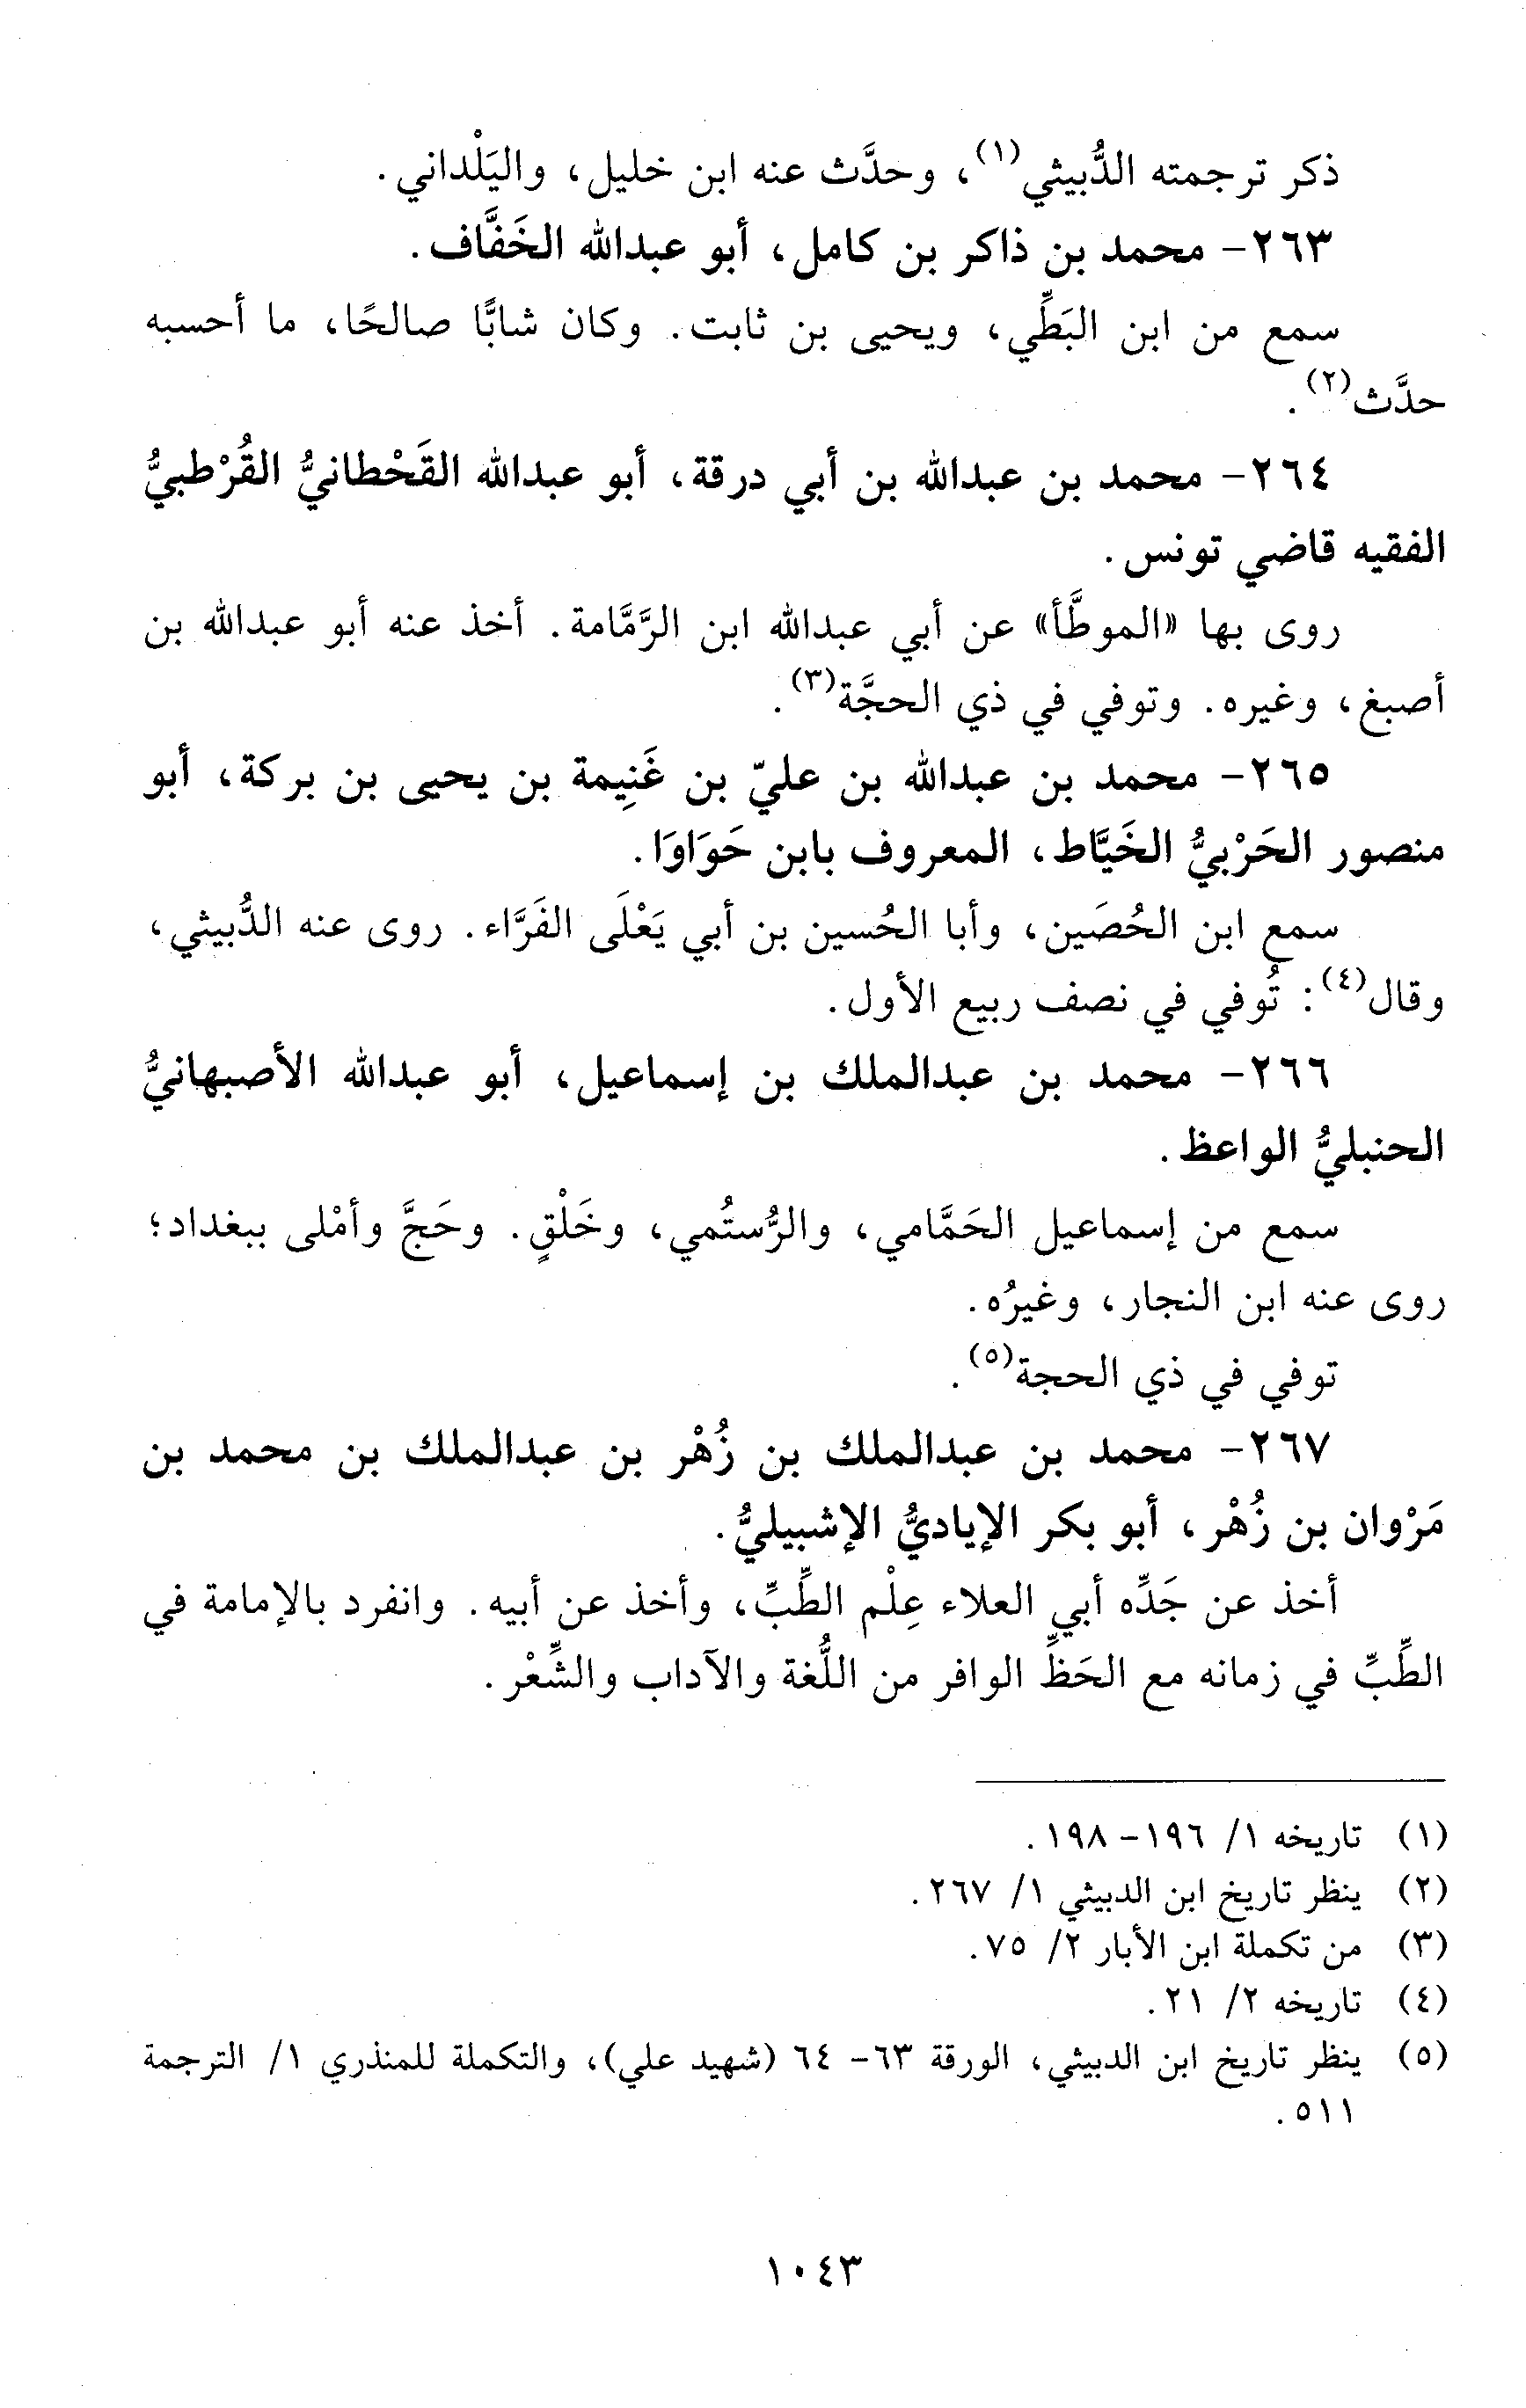 ذكر ترجمته الدُّبيثي(١)، وحدَّث عنه ابن خليل، واليَلْداني.
٢٦٣- محمد بن ذاكر بن كامل، أبو عبدالله الخَفَّاف.
سمع من ابن البَطِّي، ويحيى بن ثابت. وكان شابًّا صالحًا، ما أحسبه
حدَّث(٢).
٢٦٤- محمد بن عبدالله بن أبي درقة، أبو عبدالله القَحْطانيُّ القُرْطبيُّ
الفقيه قاضي تونس.
روى بها «الموطَّأ» عن أبي عبدالله ابن الرَّمَّامة. أخذ عنه أبو عبدالله بن
أصبغ، وغيره. وتوفي في ذي الحجَّة(٣).
٢٦٥- محمد بن عبدالله بن عليّ بن غَنِيمة بن يحيى بن بركة، أبو
منصور الحَرْبيُّ الخَيَّاط، المعروف بابن حَوَاوَا.
سمع ابن الحُصَين، وأبا الحُسين بن أبي يَعْلَى الفَرَّاء. روى عنه الدُّبيثي،
وقال(٤): تُوفي في نصف ربيع الأول.
٢٦٦- محمد بن عبدالملك بن إسماعيل، أبو عبدالله الأصبهانيُّ
الحنبليُّ الواعظ.
سمع من إسماعيل الحَمَّامي، والرُّستُمي، وخَلْقٍ. وحَجَّ وأمْلى ببغداد؛
روى عنه ابن النجار، وغيرُه.
توفي في ذي الحجة(٥).
٢٦٧- محمد بن عبدالملك بن زُهْر بن عبدالملك بن محمد بن
مَرْوان بن زُهْر، أبو بكر الإياديُّ الإشبيليُّ.
أخذ عن جَدِّه أبي العلاء عِلْم الطِّبِّ، وأخذ عن أبيه. وانفرد بالإمامة في
الطِّبِّ في زمانه مع الحَظِّ الوافر من اللُّغة والآداب والشِّعْر.
(١) تاريخه ١/ ١٩٦- ١٩٨.
(٢) ينظر تاريخ ابن الدبيثي ١/ ٢٦٧.
(٣) من تكملة ابن الأبار ٢/ ٧٥.
(٤) تاريخه ٢/ ٢١.
(٥) ينظر تاريخ ابن الدبيثي، الورقة ٦٣- ٦٤ (شهيد علي)، والتكملة للمنذري ١/ الترجمة
٥١١.
١٠٤٣